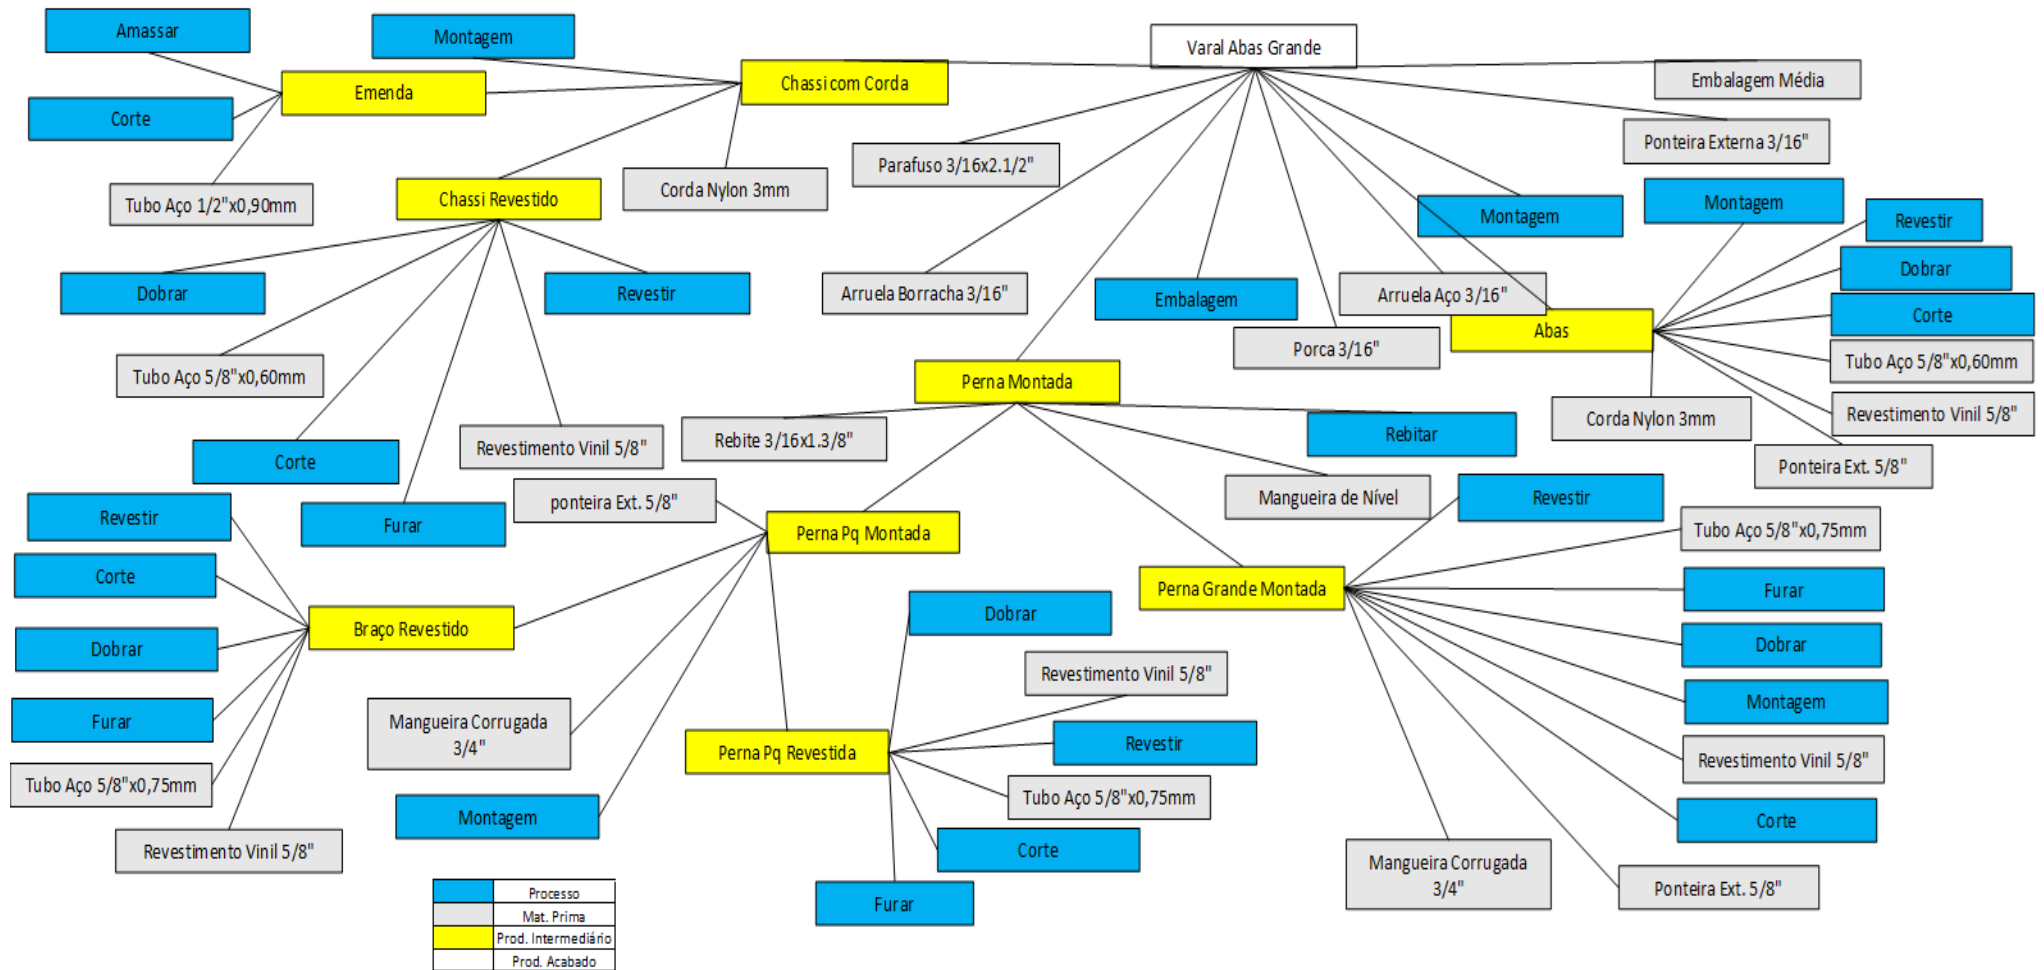 Amassar
Montagem
Varal Abas Grande
Emenda
Chassi com Corda
Embalagem Média
Corte
Parafuso 3/16x2.1/2"
Ponteira Externa 3/16"
Tubo Aço 1/2"x0,90mm
Chassi Revestido
Corda Nylon 3mm
Montagem
Montagem
Revestir
Dobrar
Revestir
Arruela Borracha 3/16"
Embalagem
Arruela Aço 3/16"
Dobrar
Corte
Tubo Aço 5/8"x0,60mm
Porca 3/16"
Abas
Tubo Aço 5/8"x0,60mm
Perna Montada
Revestimento Vinil 5/8"
Corda Nylon 3mm
Ponteira Ext. 5/8"
Corte
Revestimento Vinil 5/8"
Rebite 3/16x1.3/8"
Rebitar
Mangueira de Nível
Revestir
ponteira Ext. 5/8"
Revestir
Furar
Perna Pq Montada
Tubo Aço 5/8"x0,75mm
Corte
Perna Grande Montada
Furar
Braço Revestido
Dobrar
Dobrar
Dobrar
Revestimento Vinil 5/8"
Montagem
Furar
Mangueira Corrugada
3/4"
Perna Pq Revestida
Revestir
Revestimento Vinil 5/8"
Tubo Aço 5/8"x0,75mm
Tubo Aço 5/8"x0,75mm
Montagem
Corte
Revestimento Vinil 5/8"
Corte
Mangueira Corrugada
3/4"
Ponteira Ext. 5/8"
Furar
Processo
Mat. Prima
Prod. Intermediário
Prod. Acabado